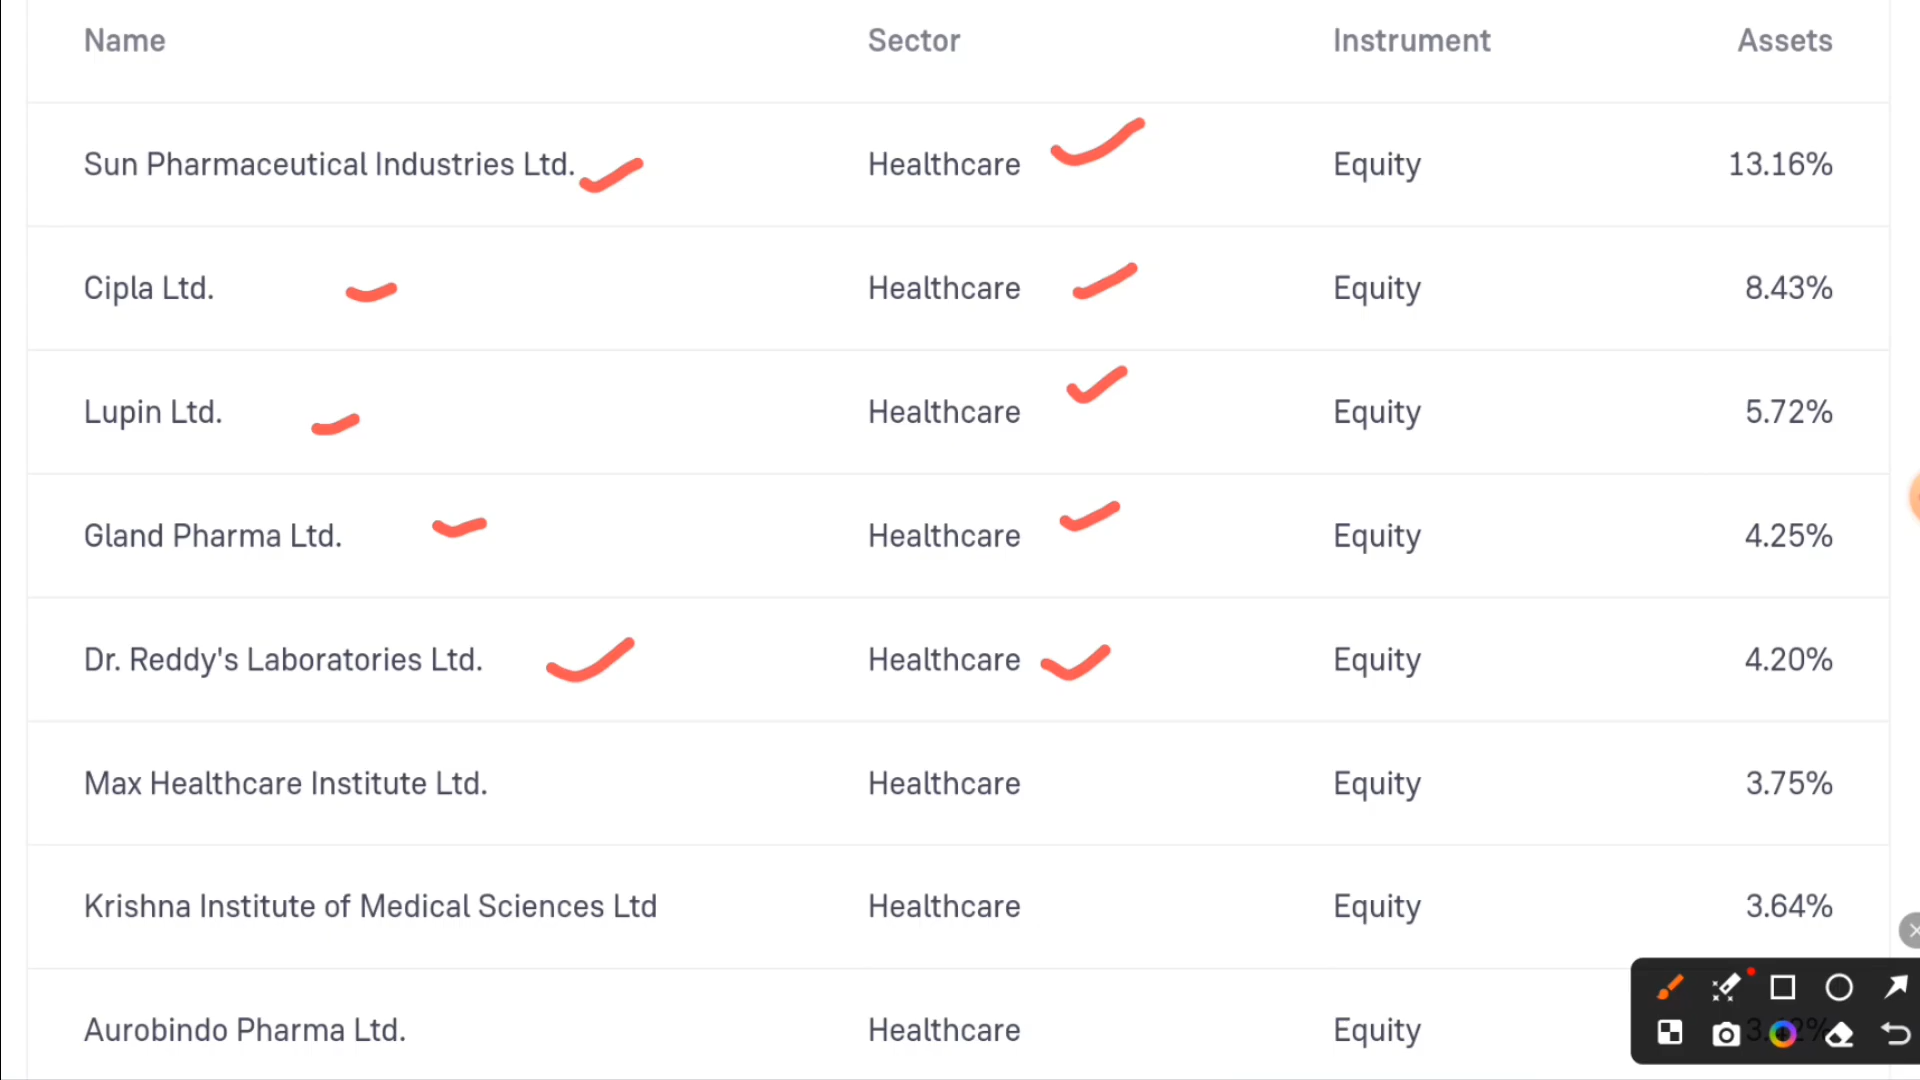 Name Sector Instrument Assets
Sun Pharmaceutical Industries Ltd. Healthcare Equity 13.16%
Cipla Ltd. Healthcare Equity 8.43%
Lupin Ltd. Healthcare Equity 5.72%
Gland Pharma Ltd. Healthcare Equity 4.25%
Dr. Reddy's Laboratories Ltd. Healthcare Equity 4.20%
Max Healthcare Institute Ltd. Healthcare Equity 3.75%
Krishna Institute of Medical Sciences Ltd Healthcare Equity 3.64%
Aurobindo Pharma Ltd. Healthcare Equity